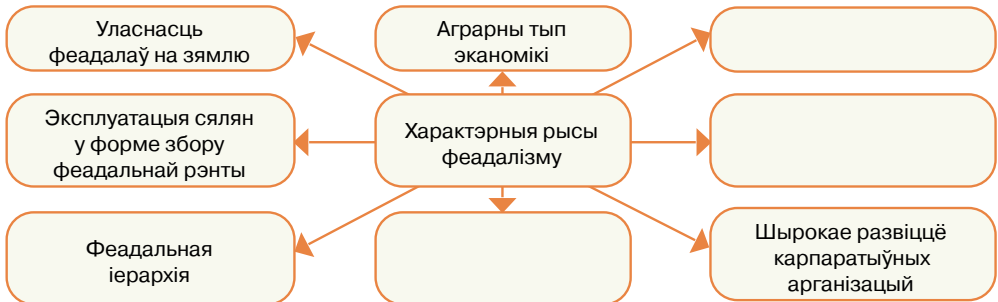 Уласнасць
феадалаў на зямлю
Аграрны тып
эканомікі
Эксплуатацыя сялян
у форме збору
феадальнай рэнты
Характэрныя рысы
феадалізму
Феадальная
іерархія
Шырокае развіццё
карпаратыўных
арганізацый